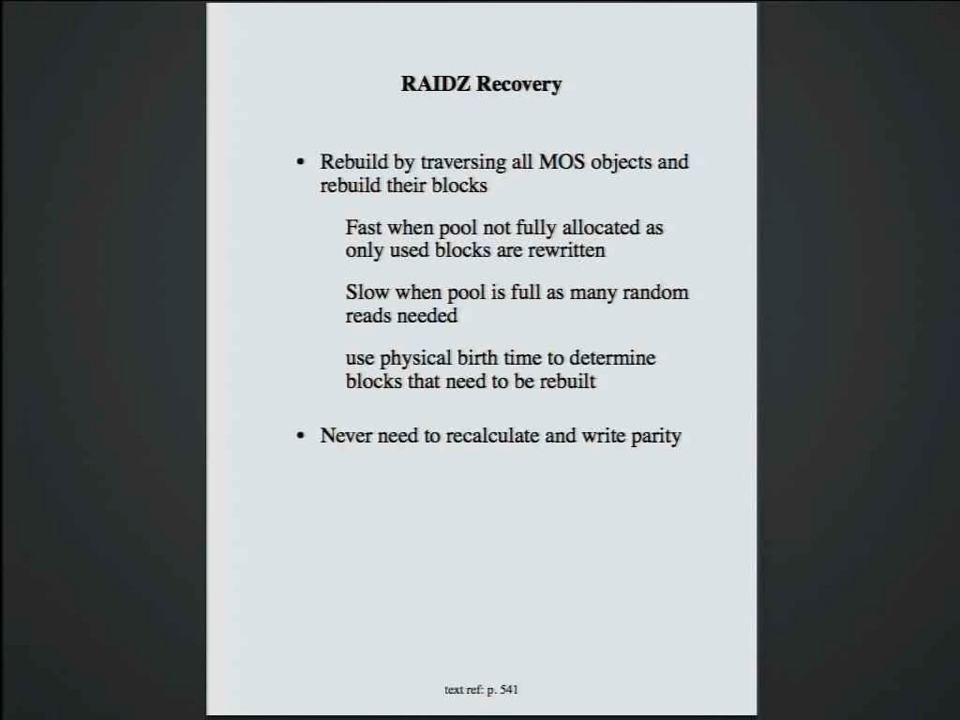 RAIDZ Recovery
• Rebuild by traversing all MOS objects and
rebuild their blocks
Fast when pool not fully allocated as
only used blocks are rewritten
Slow when pool is full as many random
reads needed
use physical birth time to determine
blocks that need to be rebuilt
• Never need to recalculate and write parity
text ref: p. 541